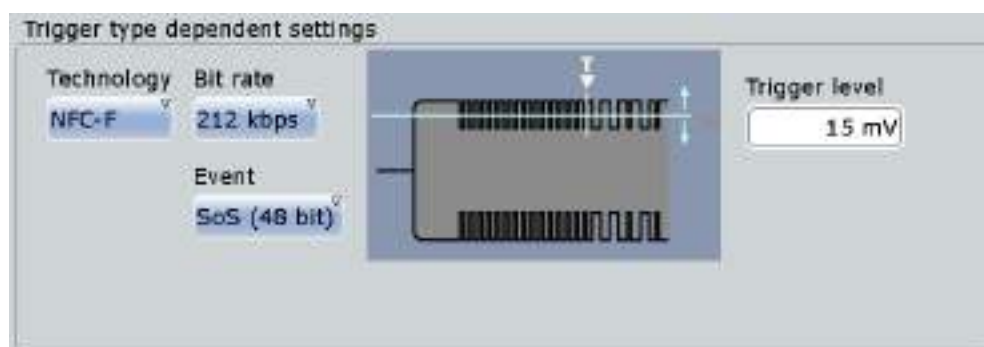 Trigger type dependent settings
Technology Bit rate
NFC-F 212 kbps
Event
SoS (48 bit)
T
Trigger level
15 mV